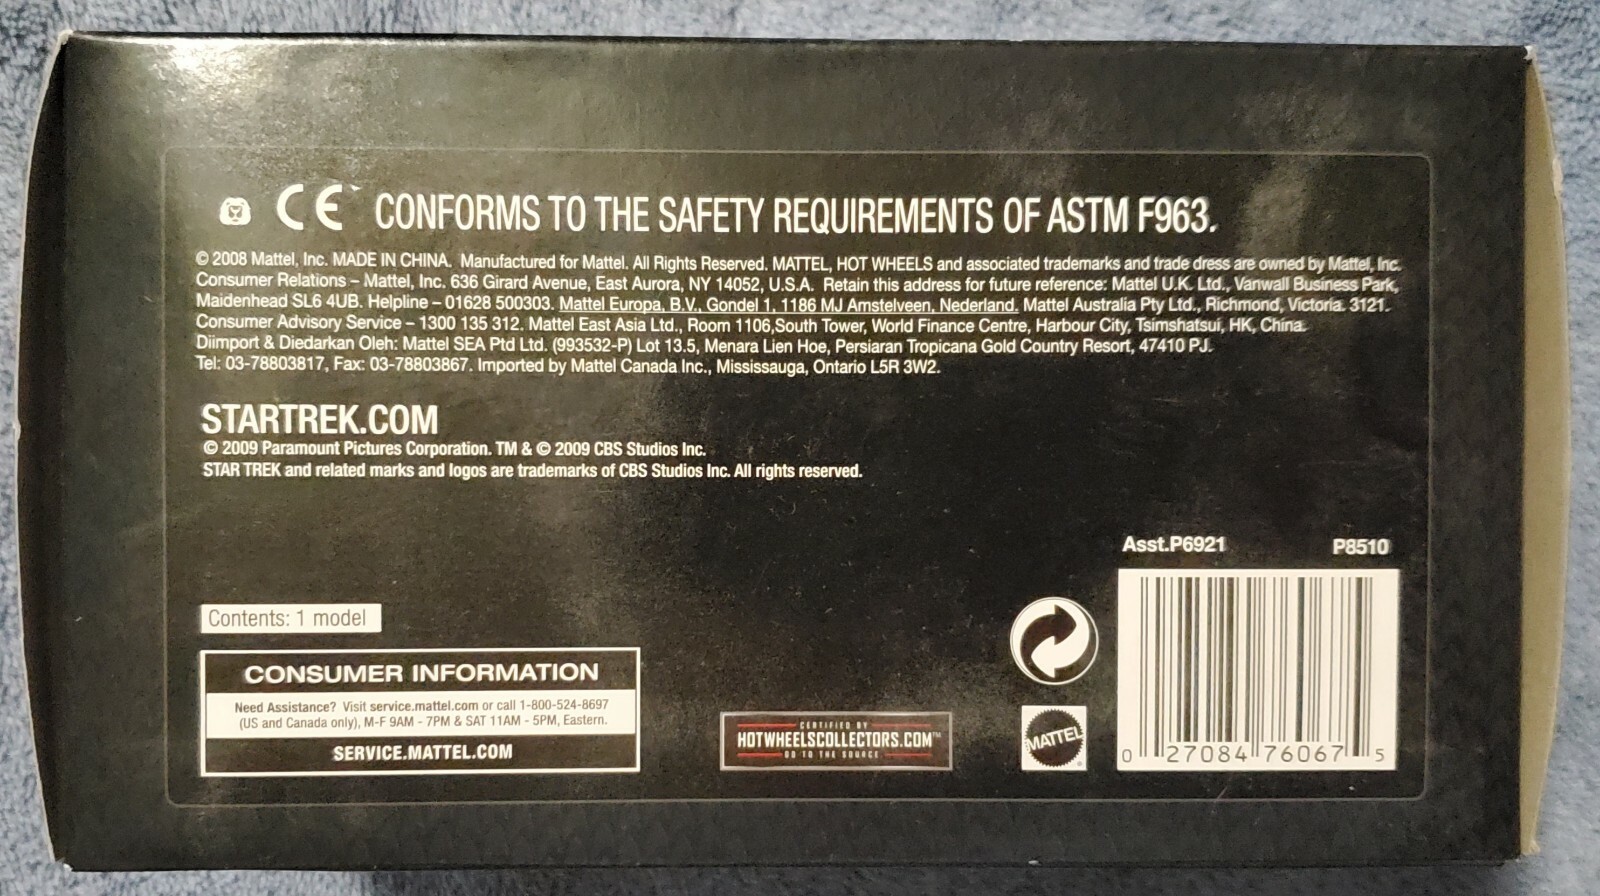 CE CONFORMS TO THE SAFETY REQUIREMENTS OF ASTM F963.
© 2008 Mattel, Inc. MADE IN CHINA. Manufactured for Mattel. All Rights Reserved. MATTEL, HOT WHEELS and associated trademarks and trade dress are owned by Mattel, Inc.
Consumer Relations – Mattel, Inc. 636 Girard Avenue, East Aurora, NY 14052, U.S.A. Retain this address for future reference: Mattel U.K. Ltd., Vanwall Business Park,
Maidenhead SL6 4UB. Helpline – 01628 500303. Mattel Europa, B.V., Gondel 1, 1186 MJ Amstelveen, Nederland. Mattel Australia Pty Ltd., Richmond, Victoria. 3121.
Consumer Advisory Service – 1300 135 312. Mattel East Asia Ltd., Room 1106,South Tower, World Finance Centre, Harbour City, Tsimshatsui, HK, China.
Diimport & Diedarkan Oleh: Mattel SEA Ptd Ltd. (993532-P) Lot 13.5, Menara Lien Hoe, Persiaran Tropicana Gold Country Resort, 47410 PJ.
Tel: 03-78803817, Fax: 03-78803867. Imported by Mattel Canada Inc., Mississauga, Ontario L5R 3W2.
STARTREK.COM
© 2009 Paramount Pictures Corporation. TM & © 2009 CBS Studios Inc.
STAR TREK and related marks and logos are trademarks of CBS Studios Inc. All rights reserved.
Asst.P6921 P8510
Contents: 1 model
CONSUMER INFORMATION
Need Assistance? Visit service.mattel.com or call 1-800-524-8697
(US and Canada only), M-F 9AM - 7PM & SAT 11AM - 5PM, Eastern.
SERVICE.MATTEL.COM
CERTIFIED BY
HOTWHEELSCOLLECTORS.COM™
GO TO THE SOURCE
MATTEL
0 27084 76067 5